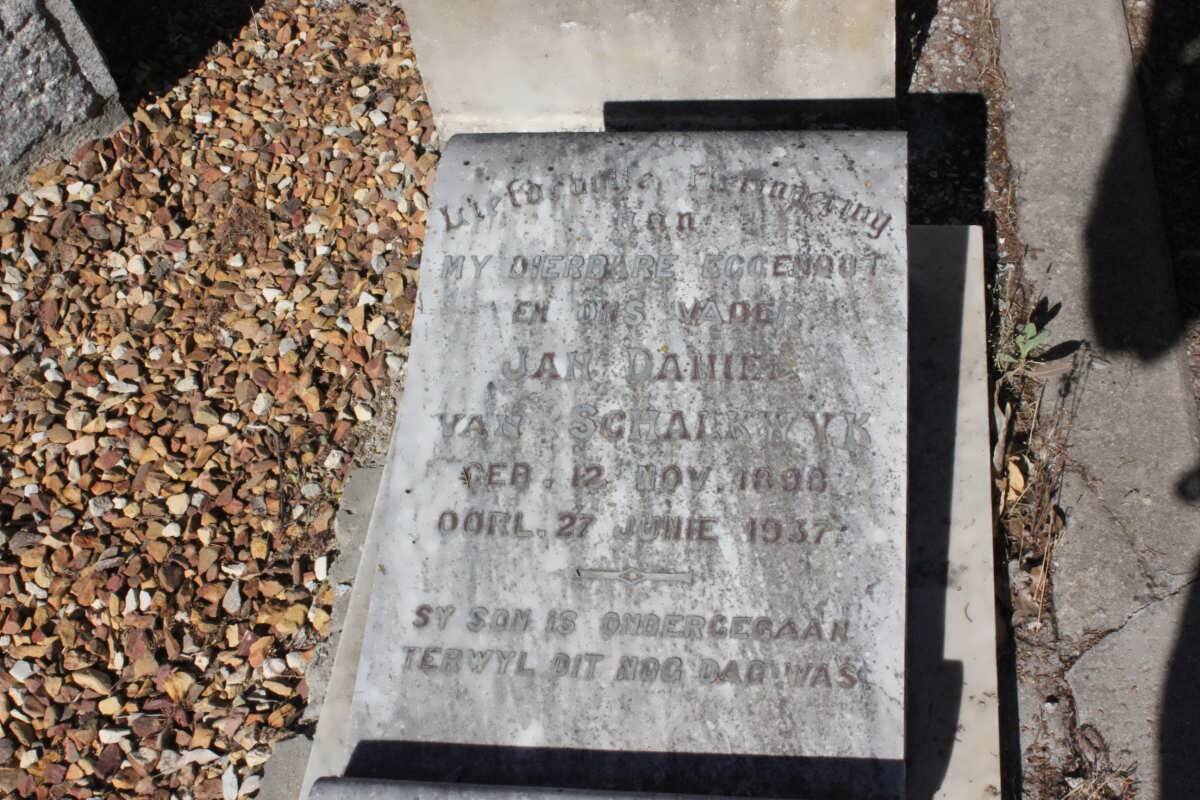 Liefdevolle Herinnering
Aan
MY DIERBARE EGGENOOT
EN ONS VADER
JAN DANIEL
VAN SCHALKWYK
GEB. 12 NOV. 1898
OORL. 27 JUNIE 1937.
SY SON IS ONDERGEGAAN
TERWYL DIT NOG DAG WAS